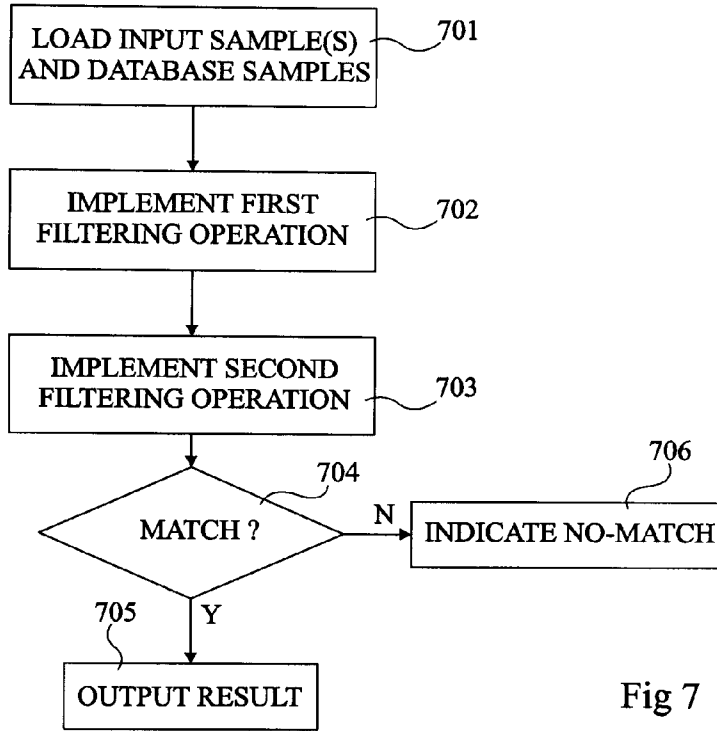 LOAD INPUT SAMPLE(S)
AND DATABASE SAMPLES
701
IMPLEMENT FIRST
FILTERING OPERATION
702
IMPLEMENT SECOND
FILTERING OPERATION
703
704
MATCH ?
N
706
INDICATE NO-MATCH
Y
705
OUTPUT RESULT
Fig 7